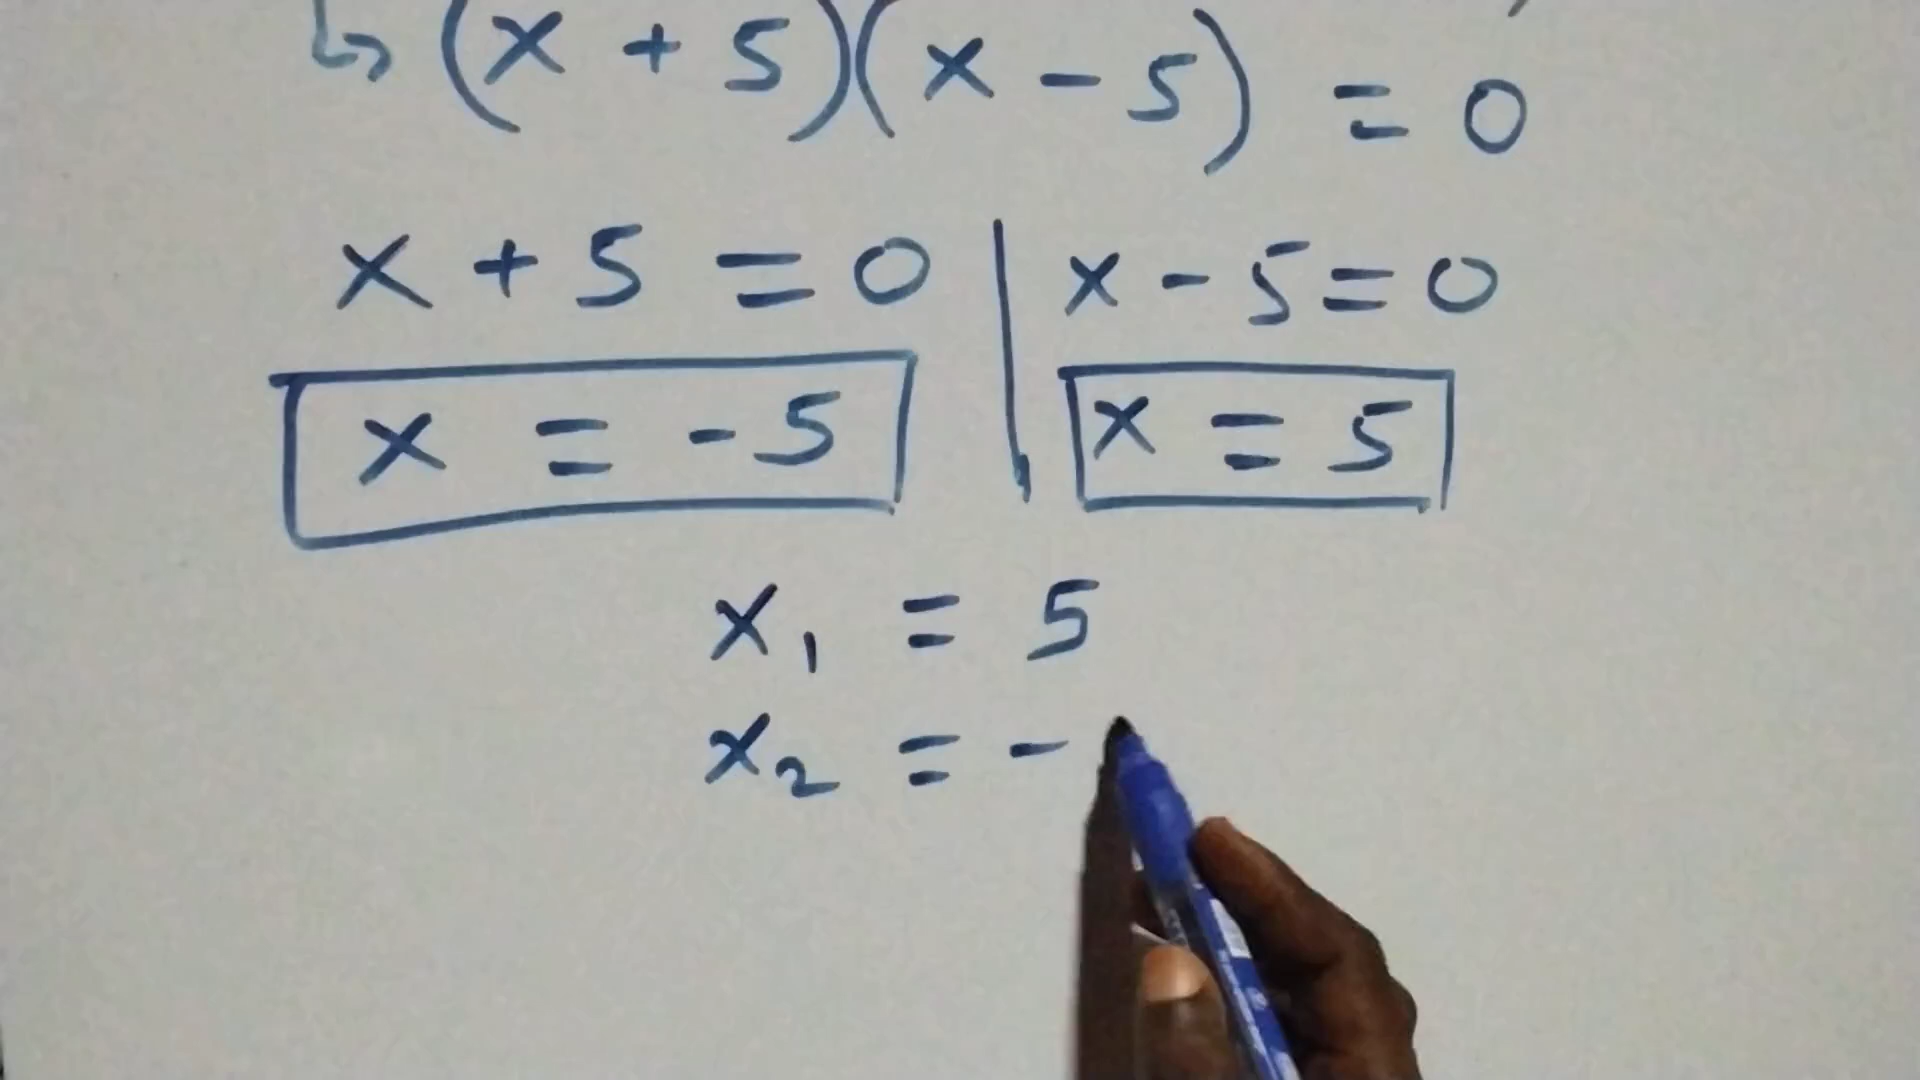 ↳ (x + 5)(x - 5) = 0
x + 5 = 0 | x - 5 = 0
x = -5 | x = 5
x₁ = 5
x₂ = -